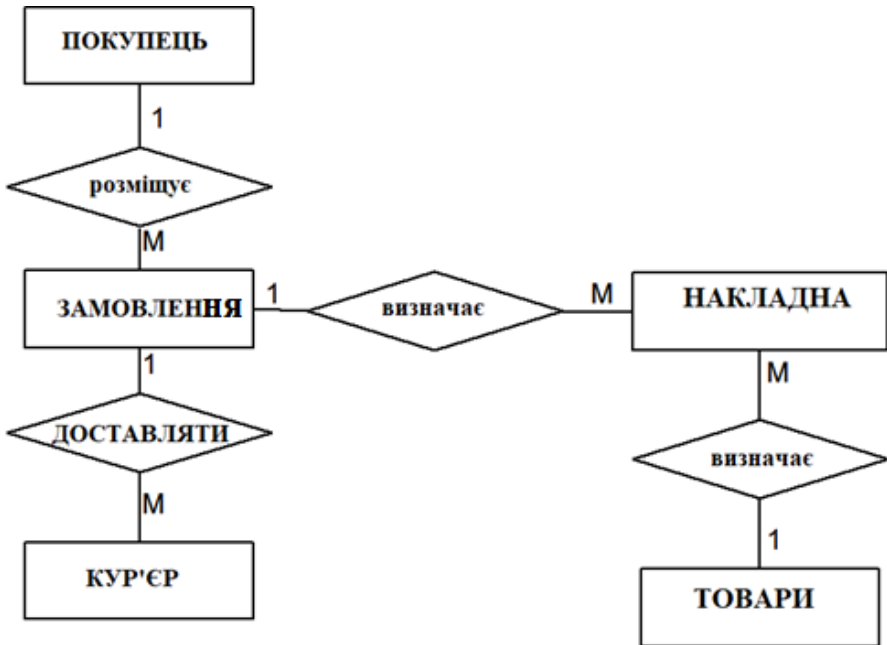 ПОКУПЕЦЬ
1
розміщує
М
ЗАМОВЛЕННЯ
1
визначає
М
НАКЛАДНА
1
М
ДОСТАВЛЯТИ
визначає
М
1
КУР'ЄР
ТОВАРИ